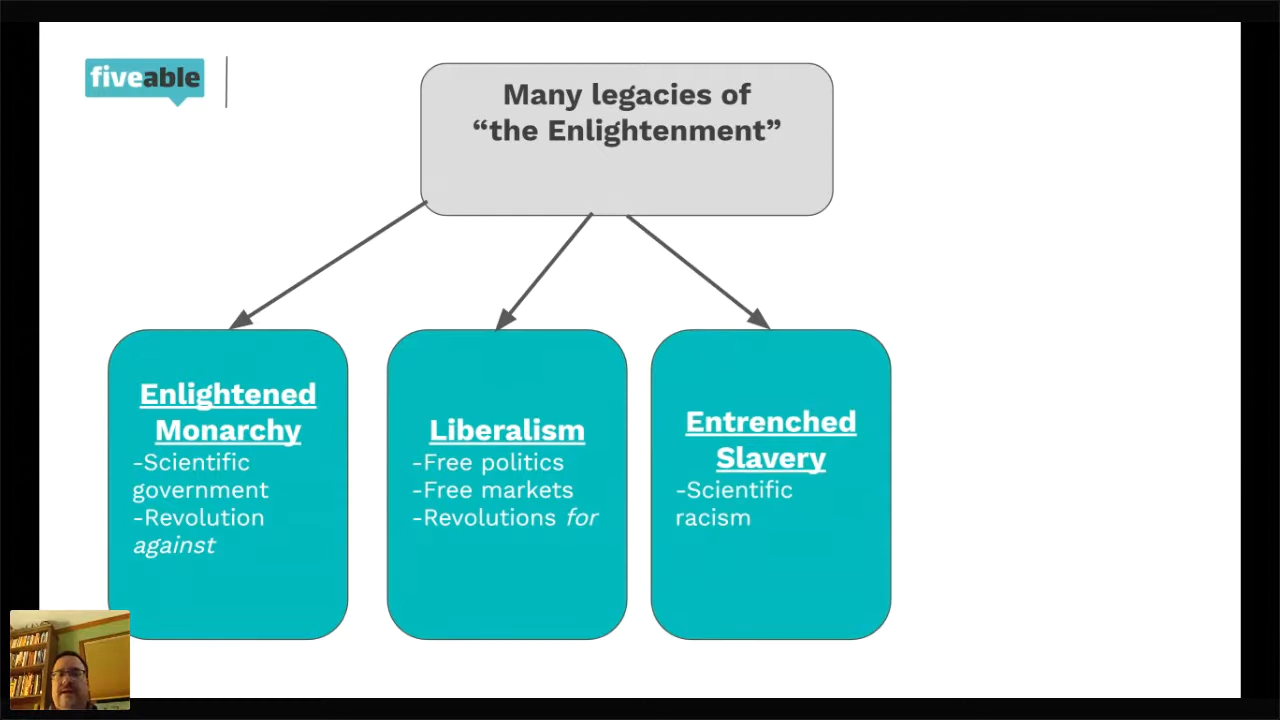 fiveable
Many legacies of
“the Enlightenment”
Enlightened
Monarchy
-Scientific
government
-Revolution
against
Liberalism
-Free politics
-Free markets
-Revolutions for
Entrenched
Slavery
-Scientific
racism